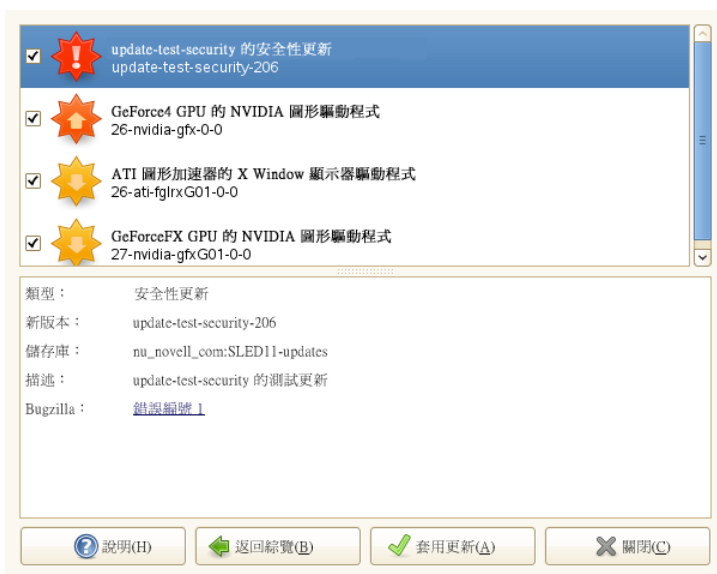 update-test-security 的安全性更新
update-test-security-206
GeForce4 GPU 的 NVIDIA 圖形驅動程式
26-nvidia-gfx-0-0
ATI 圖形加速器的 X Window 顯示器驅動程式
26-ati-fglrxG01-0-0
GeforceFX GPU 的 NVIDIA 圖形驅動程式
27-nvidia-gfxG01-0-0
類型： 安全性更新
新版本： update-test-security-206
儲存庫： nu_novell_com:SLED11-updates
描述： update-test-security 的測試更新
Bugzilla： 錯誤編號 1
說明(H) 返回綜覽(B) 套用更新(A) 關閉(C)